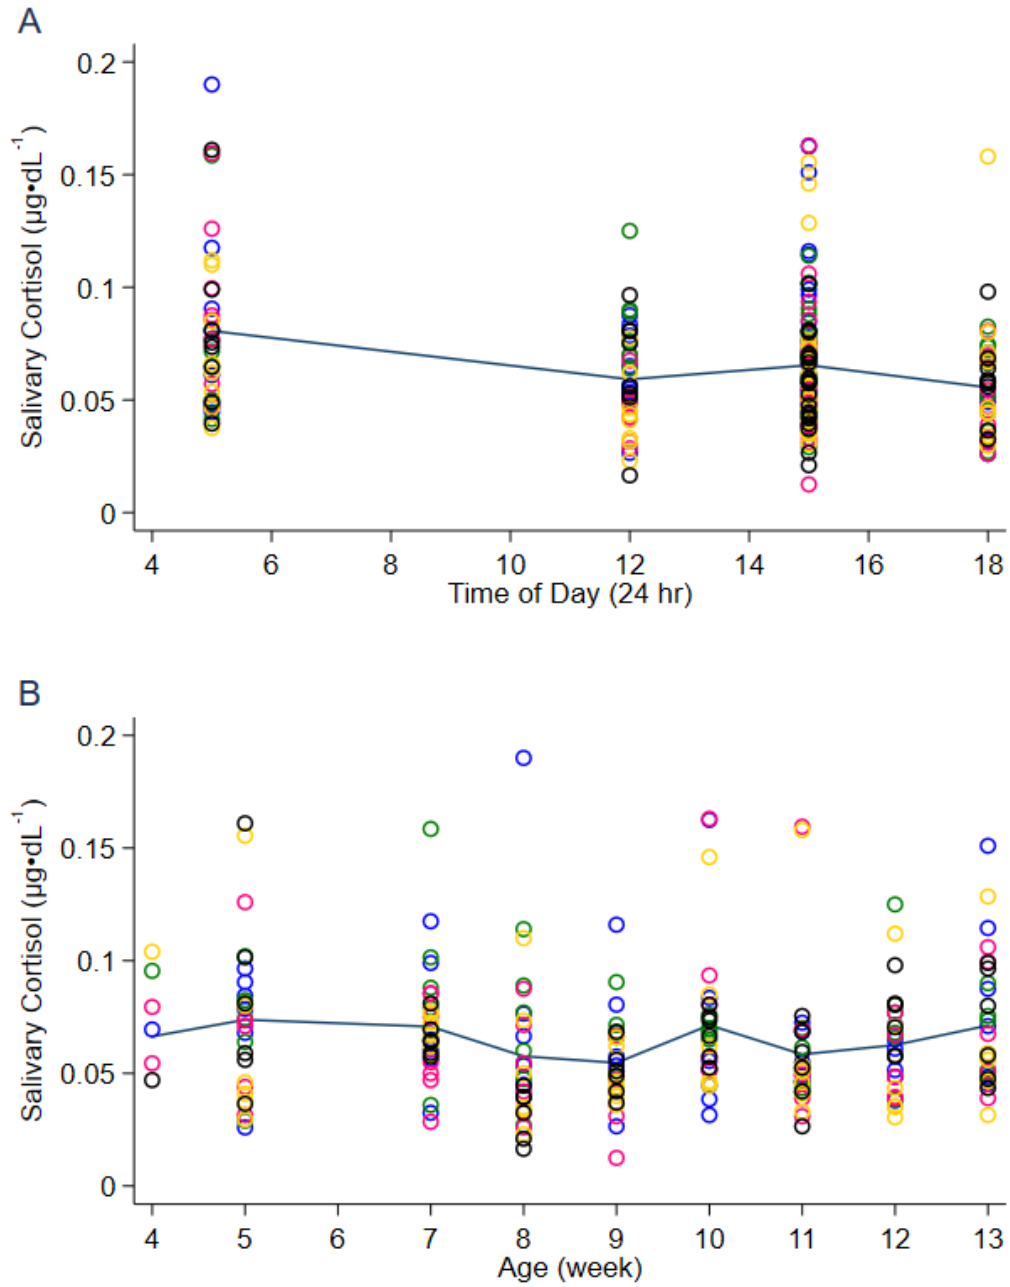 A
Salivary Cortisol (µg•dL⁻¹)
0.2
0.15
0.1
0.05
0
4 6 8 10 12 14 16 18
Time of Day (24 hr)
B
Salivary Cortisol (µg•dL⁻¹)
0.2
0.15
0.1
0.05
0
4 5 6 7 8 9 10 11 12 13
Age (week)